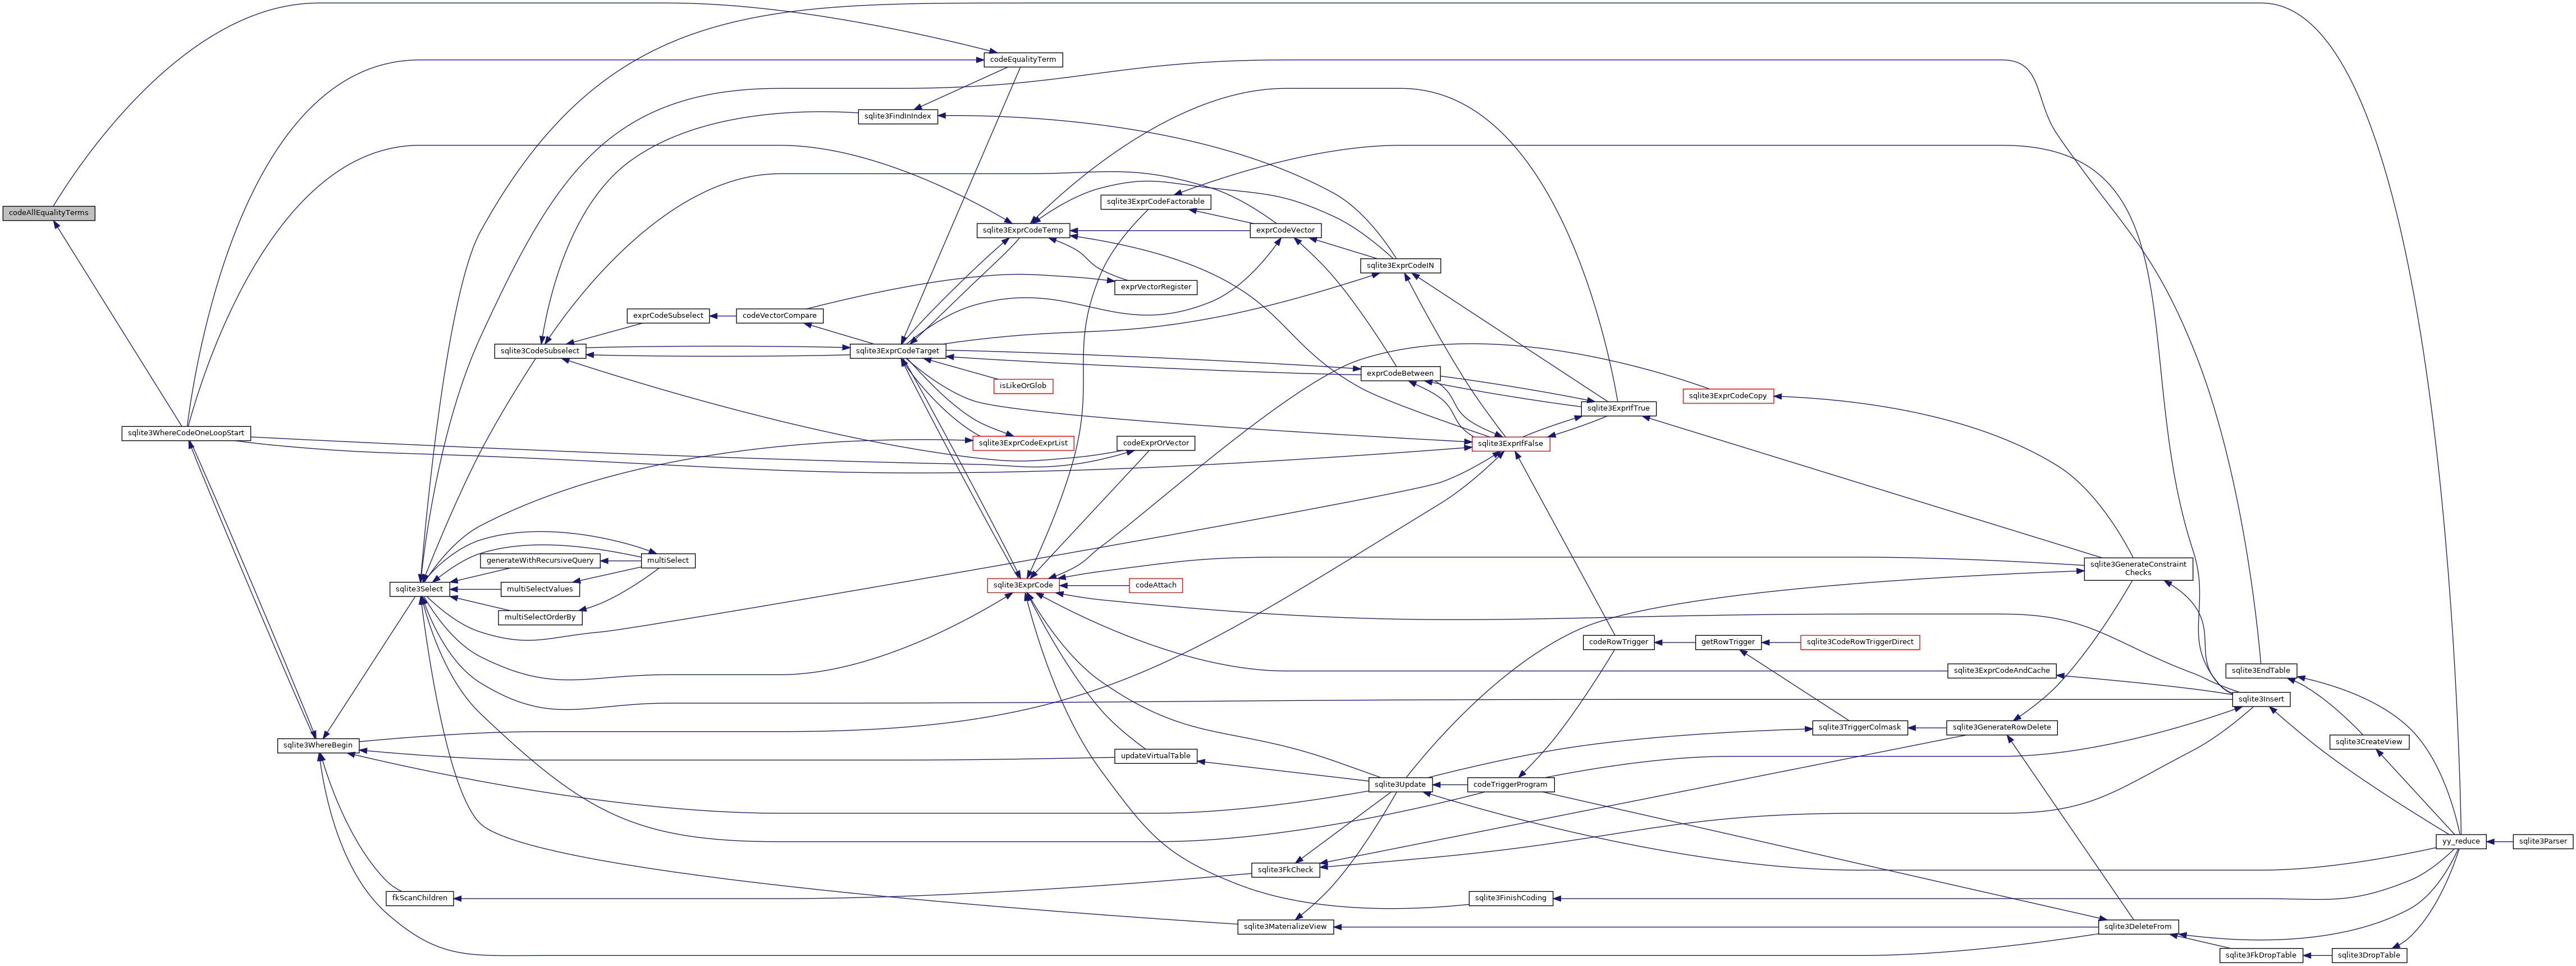 codeAllEqualityTerms
sqlite3WhereCodeOneLoopStart
sqlite3WhereBegin
sqlite3Select
fkScanChildren
sqlite3CodeSubselect
generateWithRecursiveQuery
multiSelectValues
multiSelectOrderBy
exprCodeSubselect
multiSelect
codeVectorCompare
sqlite3FindInIndex
sqlite3ExprCodeTarget
codeEqualityTerm
sqlite3ExprCodeTemp
isLikeOrGlob
sqlite3ExprCodeExprList
sqlite3ExprCode
sqlite3ExprCodeFactorable
exprVectorRegister
codeExprOrVector
codeAttach
updateVirtualTable
exprCodeVector
sqlite3FkCheck
sqlite3MaterializeView
sqlite3ExprCodeIN
exprCodeBetween
sqlite3Update
sqlite3ExprIfFalse
codeTriggerProgram
sqlite3FinishCoding
sqlite3ExprIfTrue
codeRowTrigger
sqlite3ExprCodeCopy
getRowTrigger
sqlite3CodeRowTriggerDirect
sqlite3TriggerColmask
sqlite3ExprCodeAndCache
sqlite3GenerateRowDelete
sqlite3GenerateConstraint
Checks
sqlite3DeleteFrom
sqlite3EndTable
sqlite3Insert
sqlite3FkDropTable
sqlite3CreateView
sqlite3DropTable
yy_reduce
sqlite3Parser